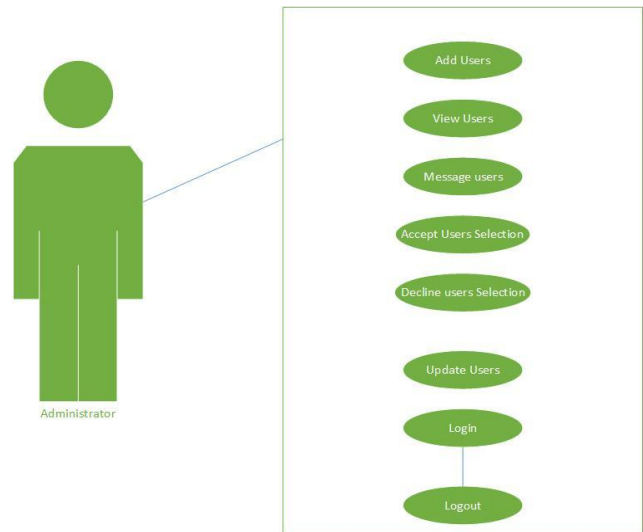 Add Users
View Users
Message users
Accept Users Selection
Decline users Selection
Update Users
Login
Logout
Administrator